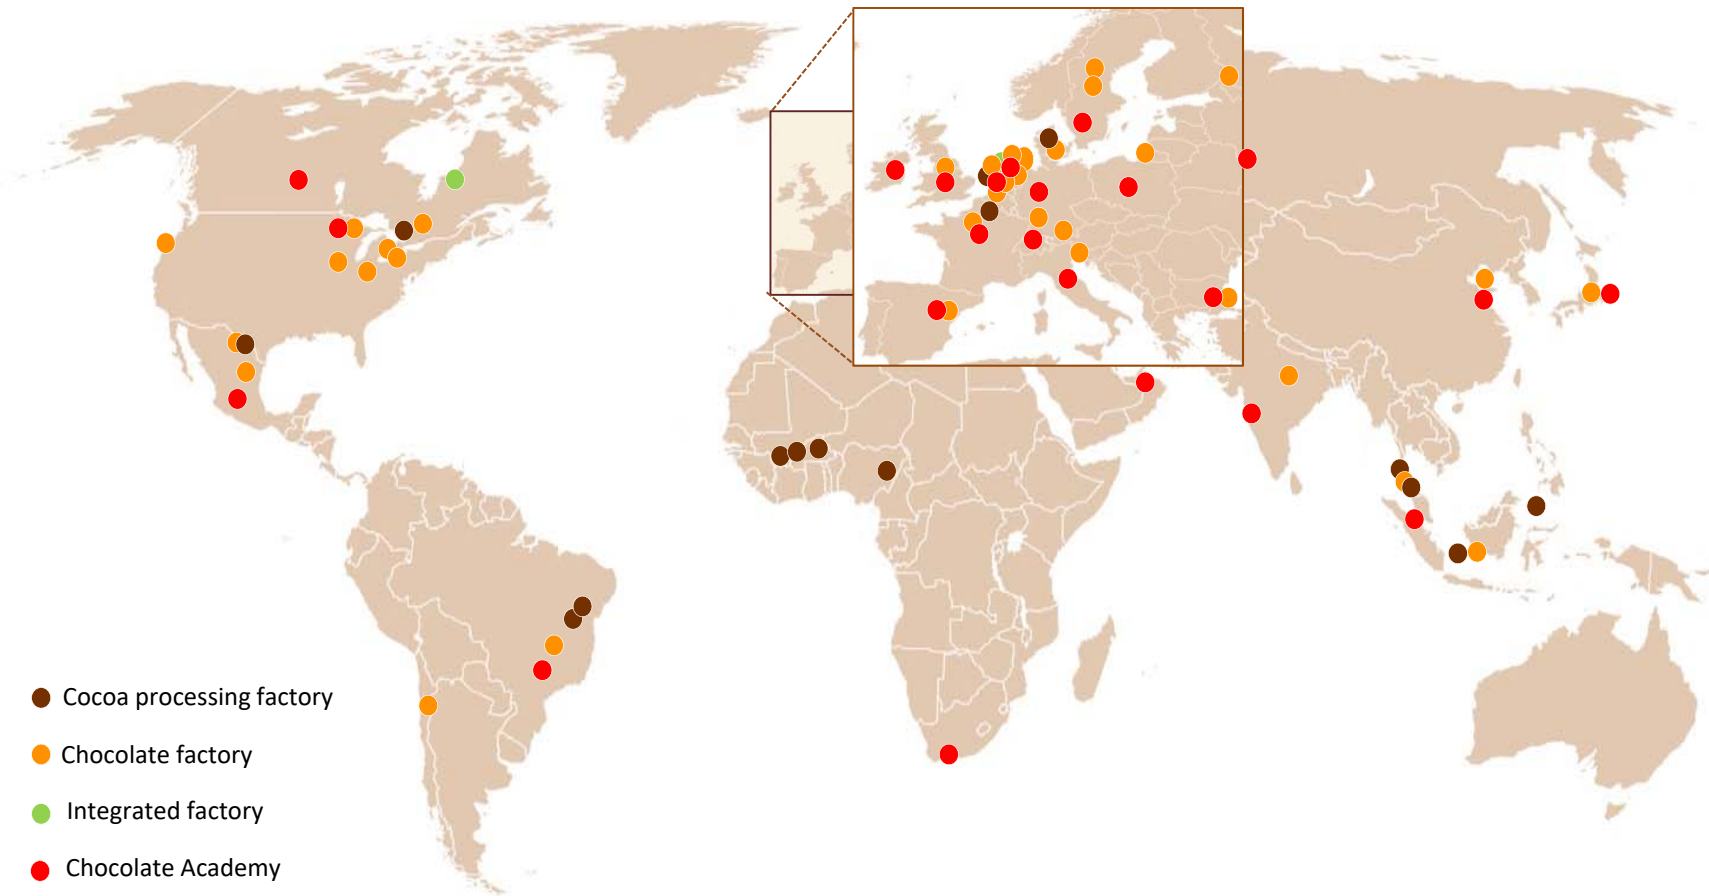 Cocoa processing factory
Chocolate factory
Integrated factory
Chocolate Academy